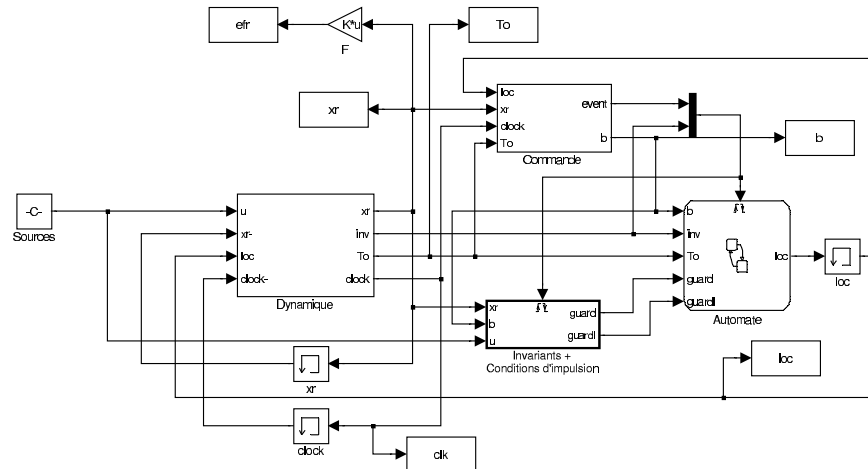 efr
K*u
F
To
xr
loc
xr
clock
To
event
b
Commande
b
-C-
Sources
u
xr-
loc
clock-
xr
inv
To
clock
Dynamique
b
inv
To
guard
guardI
loc
Automate
loc
xr
b
u
guard
guardI
Invariants +
Conditions d'impulsion
xr
loc
clock
clk